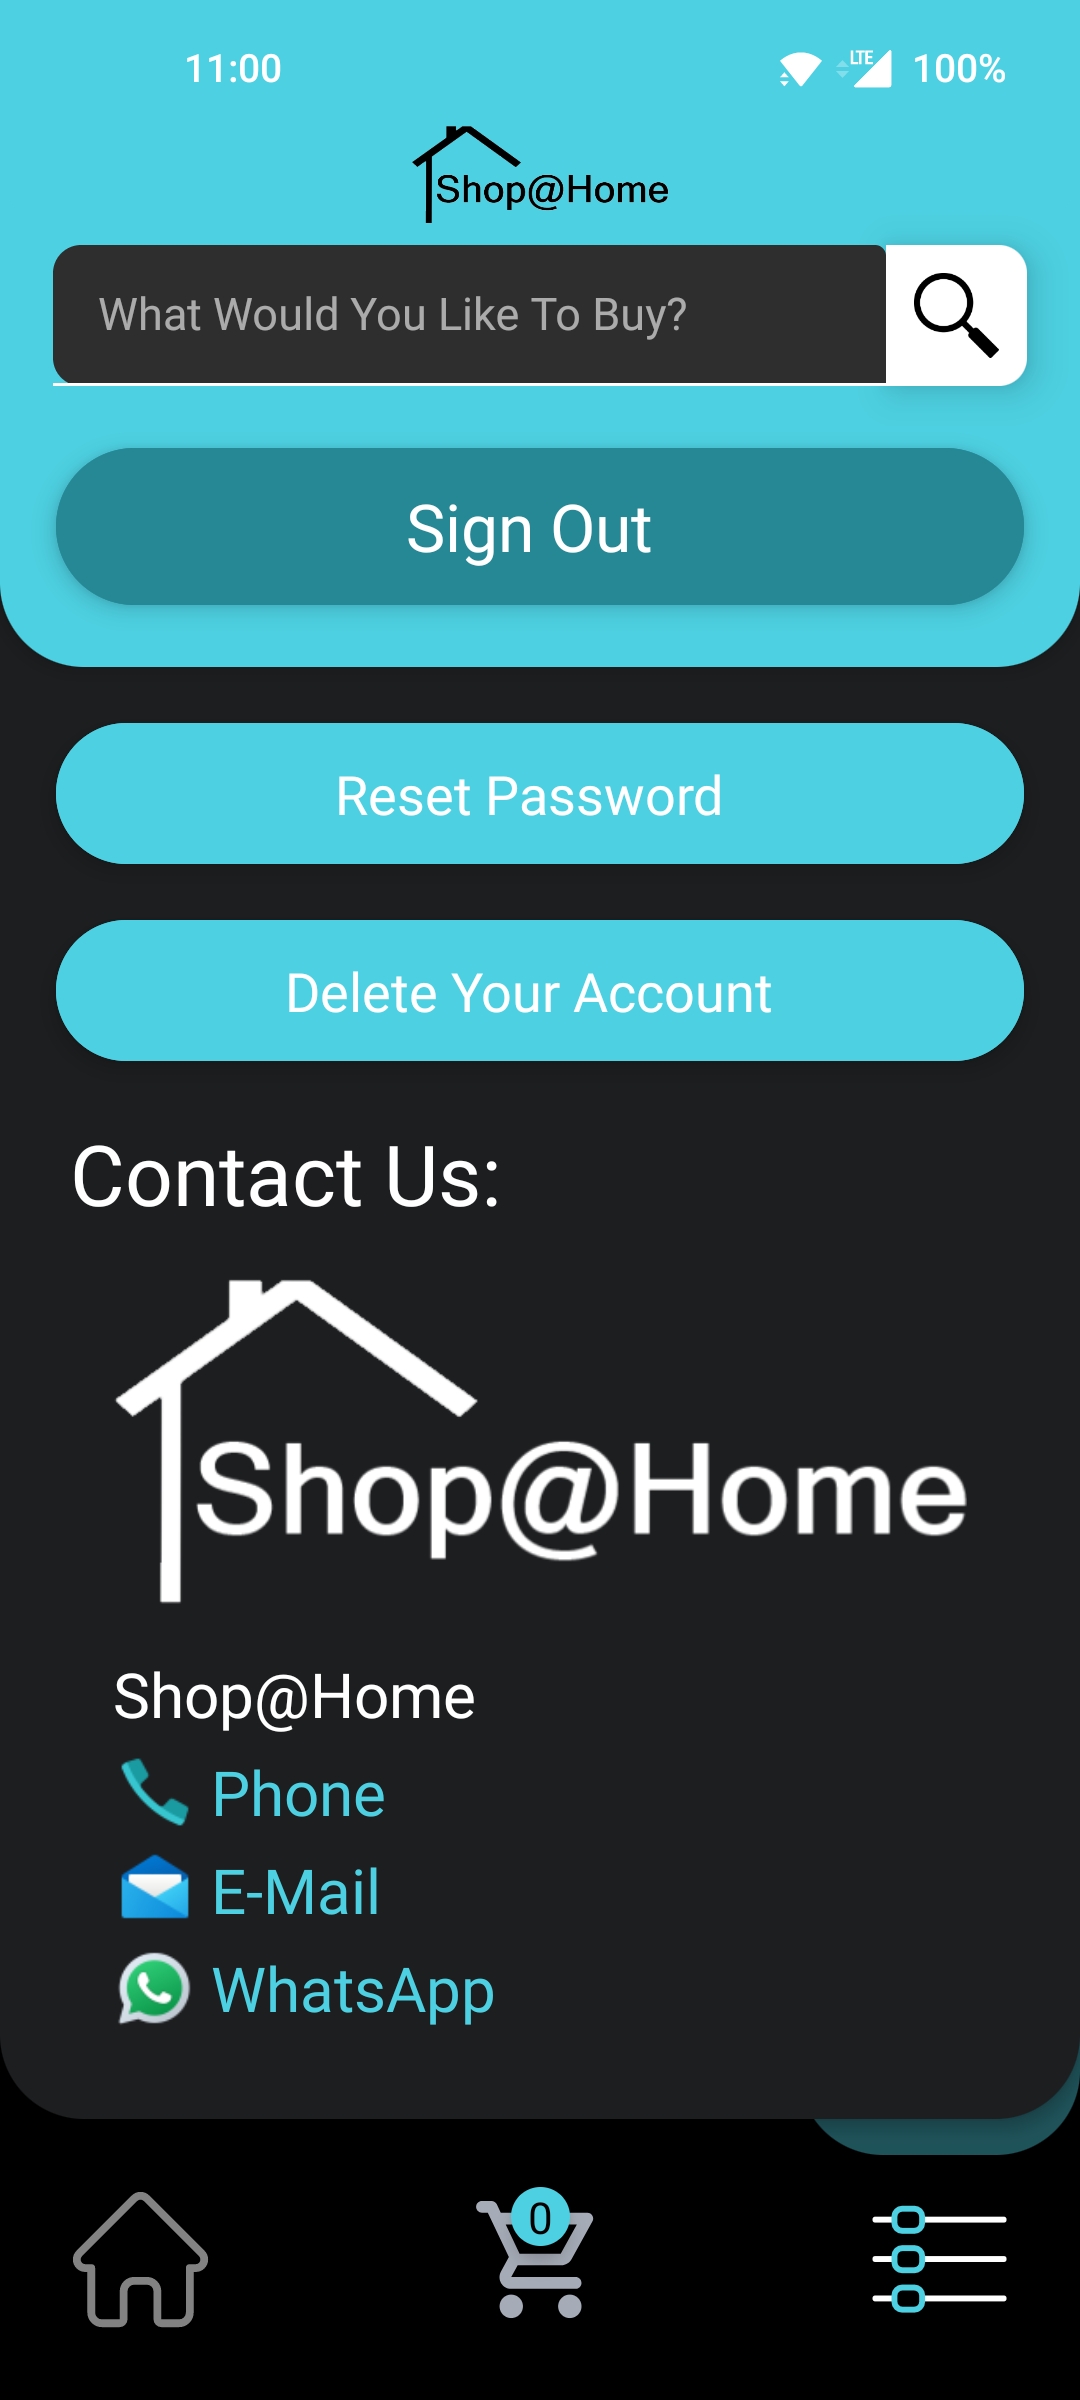 11:00
LTE
100%
Shop@Home
What Would You Like To Buy?
Sign Out
Reset Password
Delete Your Account
Contact Us:
Shop@Home
Shop@Home
Phone
E-Mail
WhatsApp
0